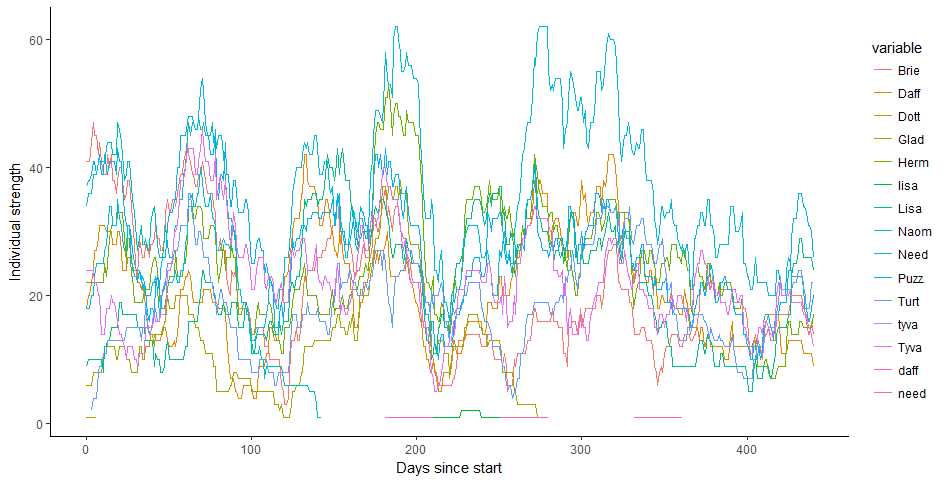 60
40
20
0
Individual strength
0 100 200 300 400
Days since start
variable
Brie
Daff
Dott
Glad
Herm
lisa
Lisa
Naom
Need
Puzz
Turt
tyva
Tyva
daff
need